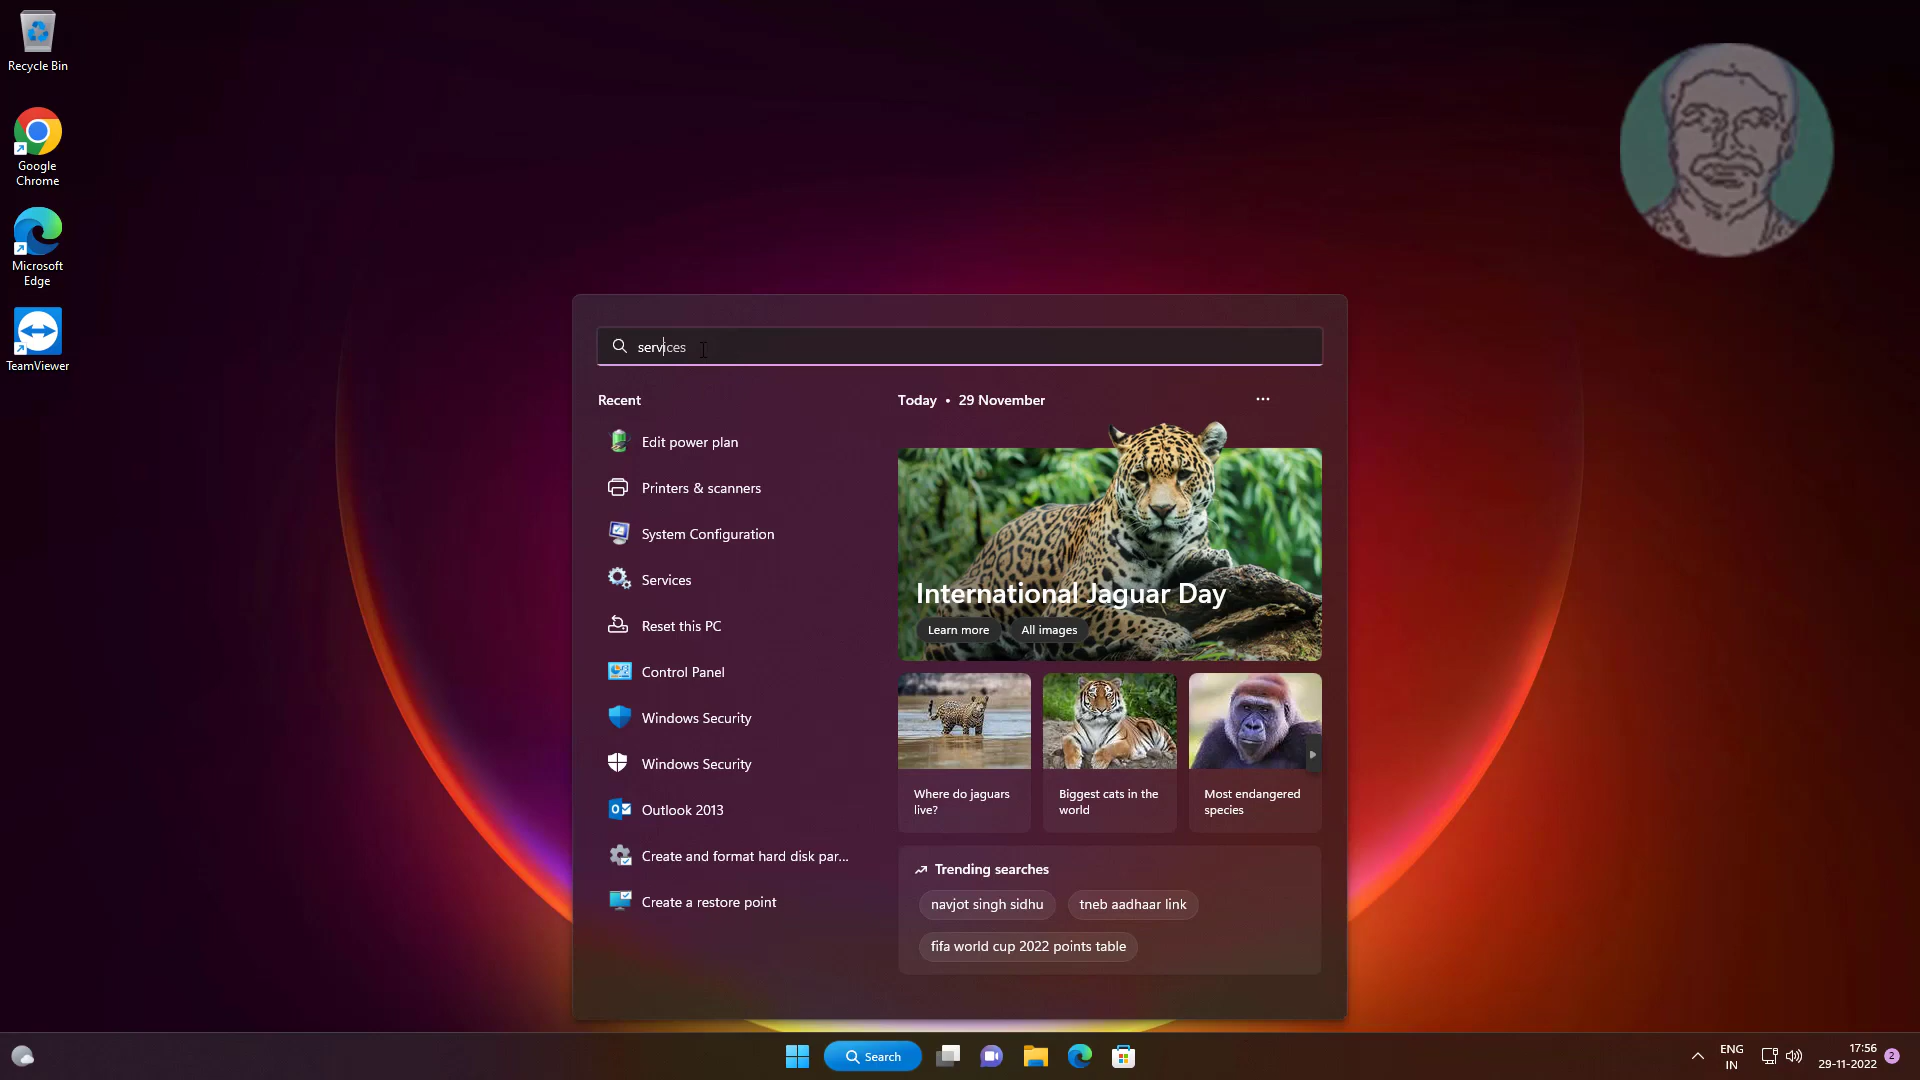 Recycle Bin
Google
Chrome
Microsoft
Edge
TeamViewer
services
Recent
Edit power plan
Printers & scanners
System Configuration
Services
Reset this PC
Control Panel
Windows Security
Windows Security
Outlook 2013
Create and format hard disk par...
Create a restore point
Today • 29 November
International Jaguar Day
Learn more
All images
Where do jaguars
live?
Biggest cats in the
world
Most endangered
species
Trending searches
navjot singh sidhu
tneb aadhaar link
fifa world cup 2022 points table
Search
ENG
IN
17:56
29-11-2022
2